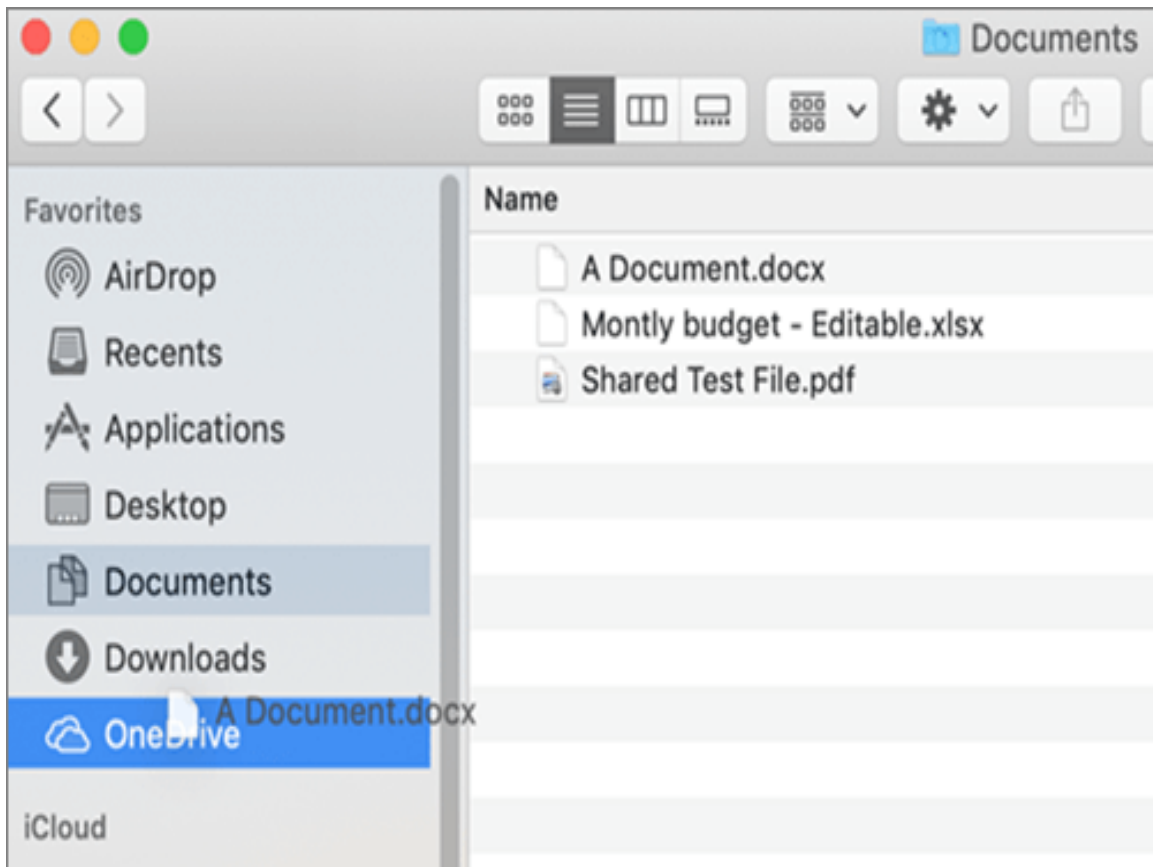 Documents
Favorites
AirDrop
Recents
Applications
Desktop
Documents
Downloads
OneDrive
A Document.docx
iCloud
Name
A Document.docx
Montly budget - Editable.xlsx
Shared Test File.pdf